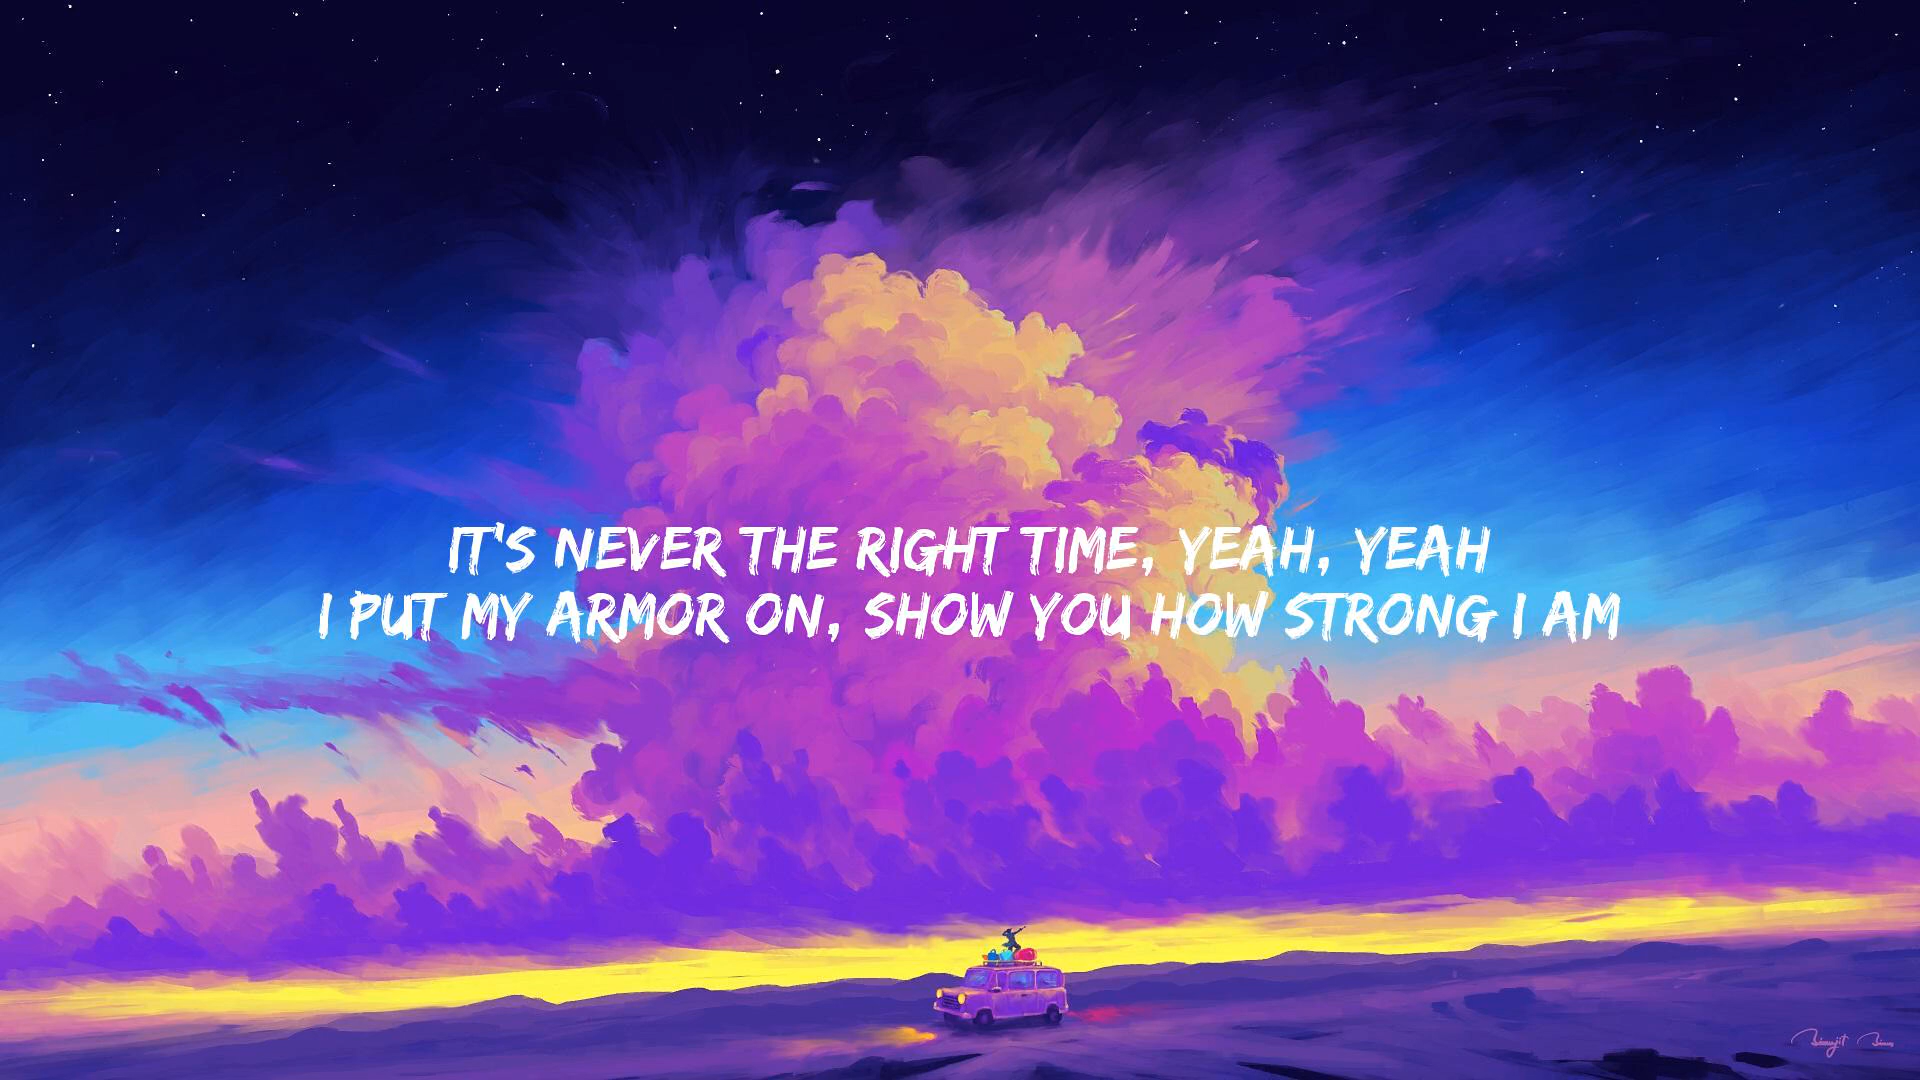 IT'S NEVER THE RIGHT TIME, YEAH, YEAH
I PUT MY ARMOR ON, SHOW YOU HOW STRONG I AM